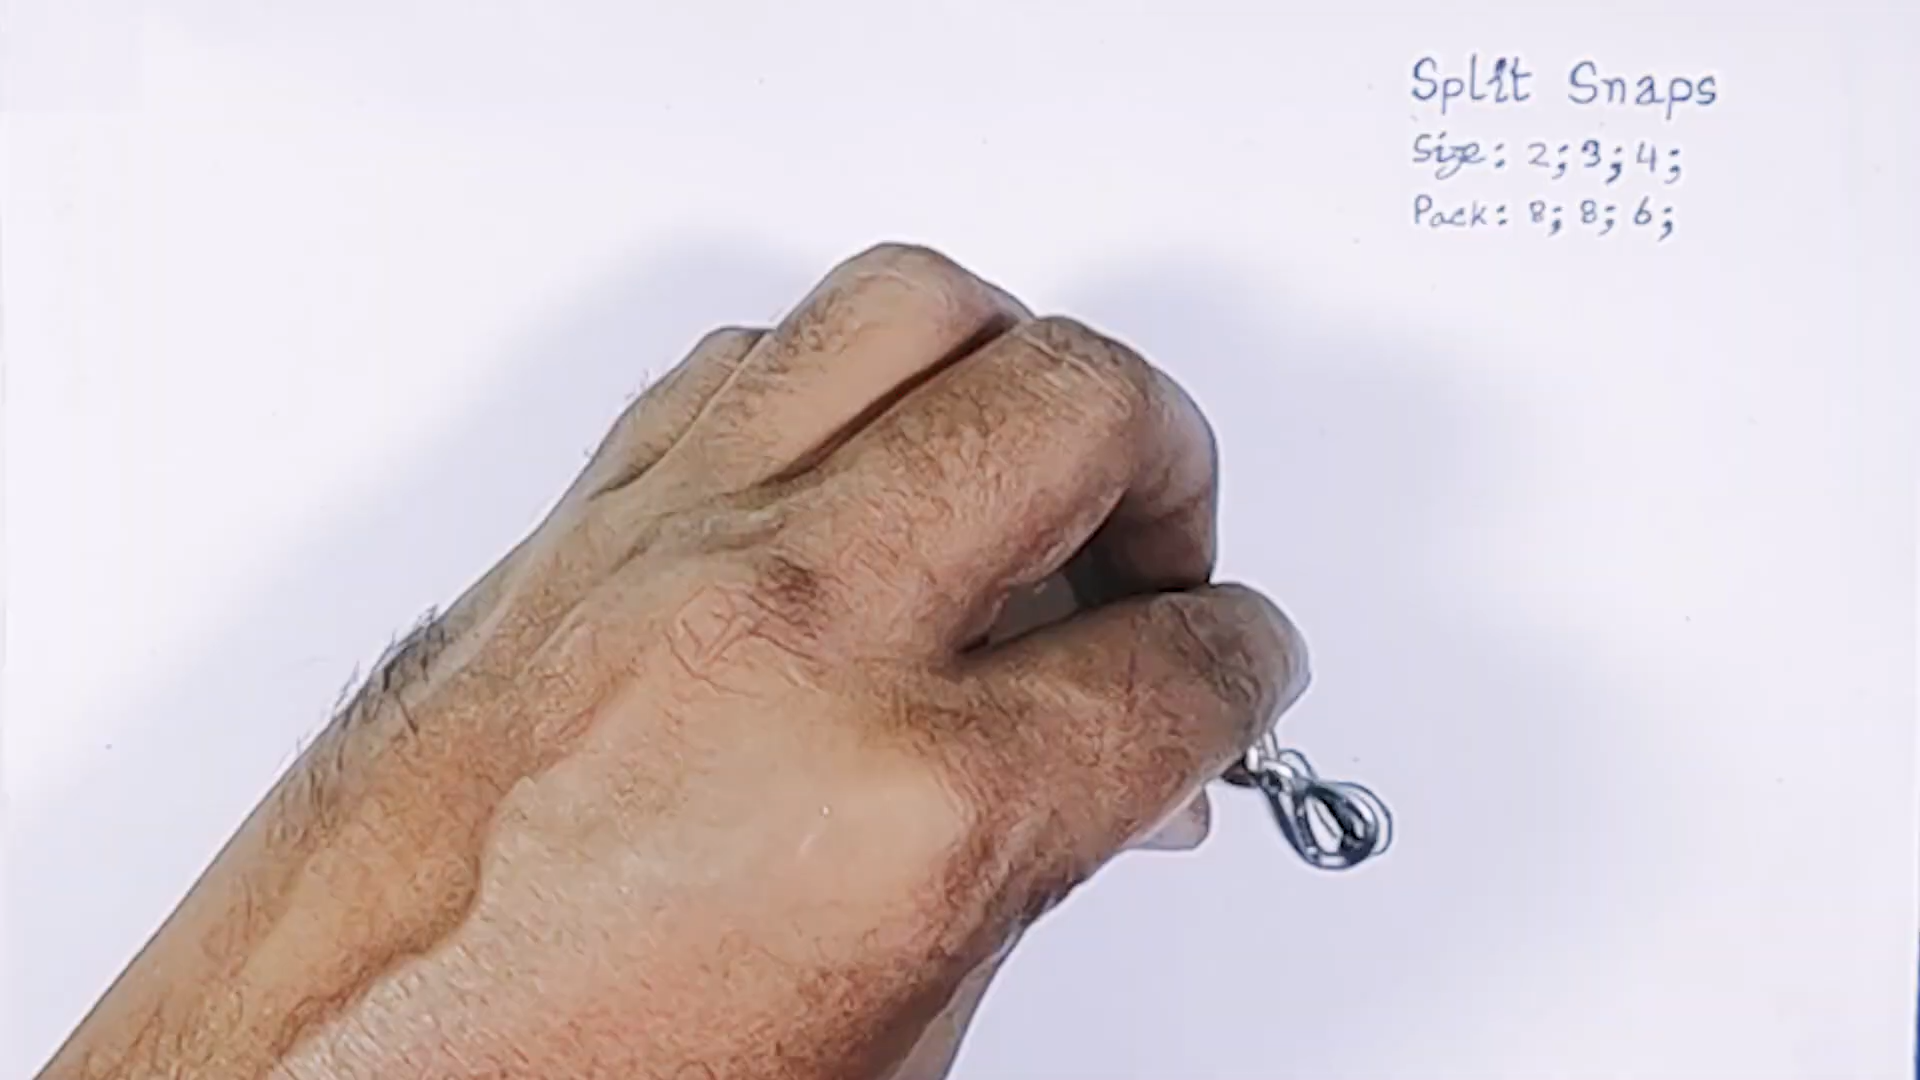 Split Snaps
Size: 2; 3; 4;
Pack: 8; 8; 6;